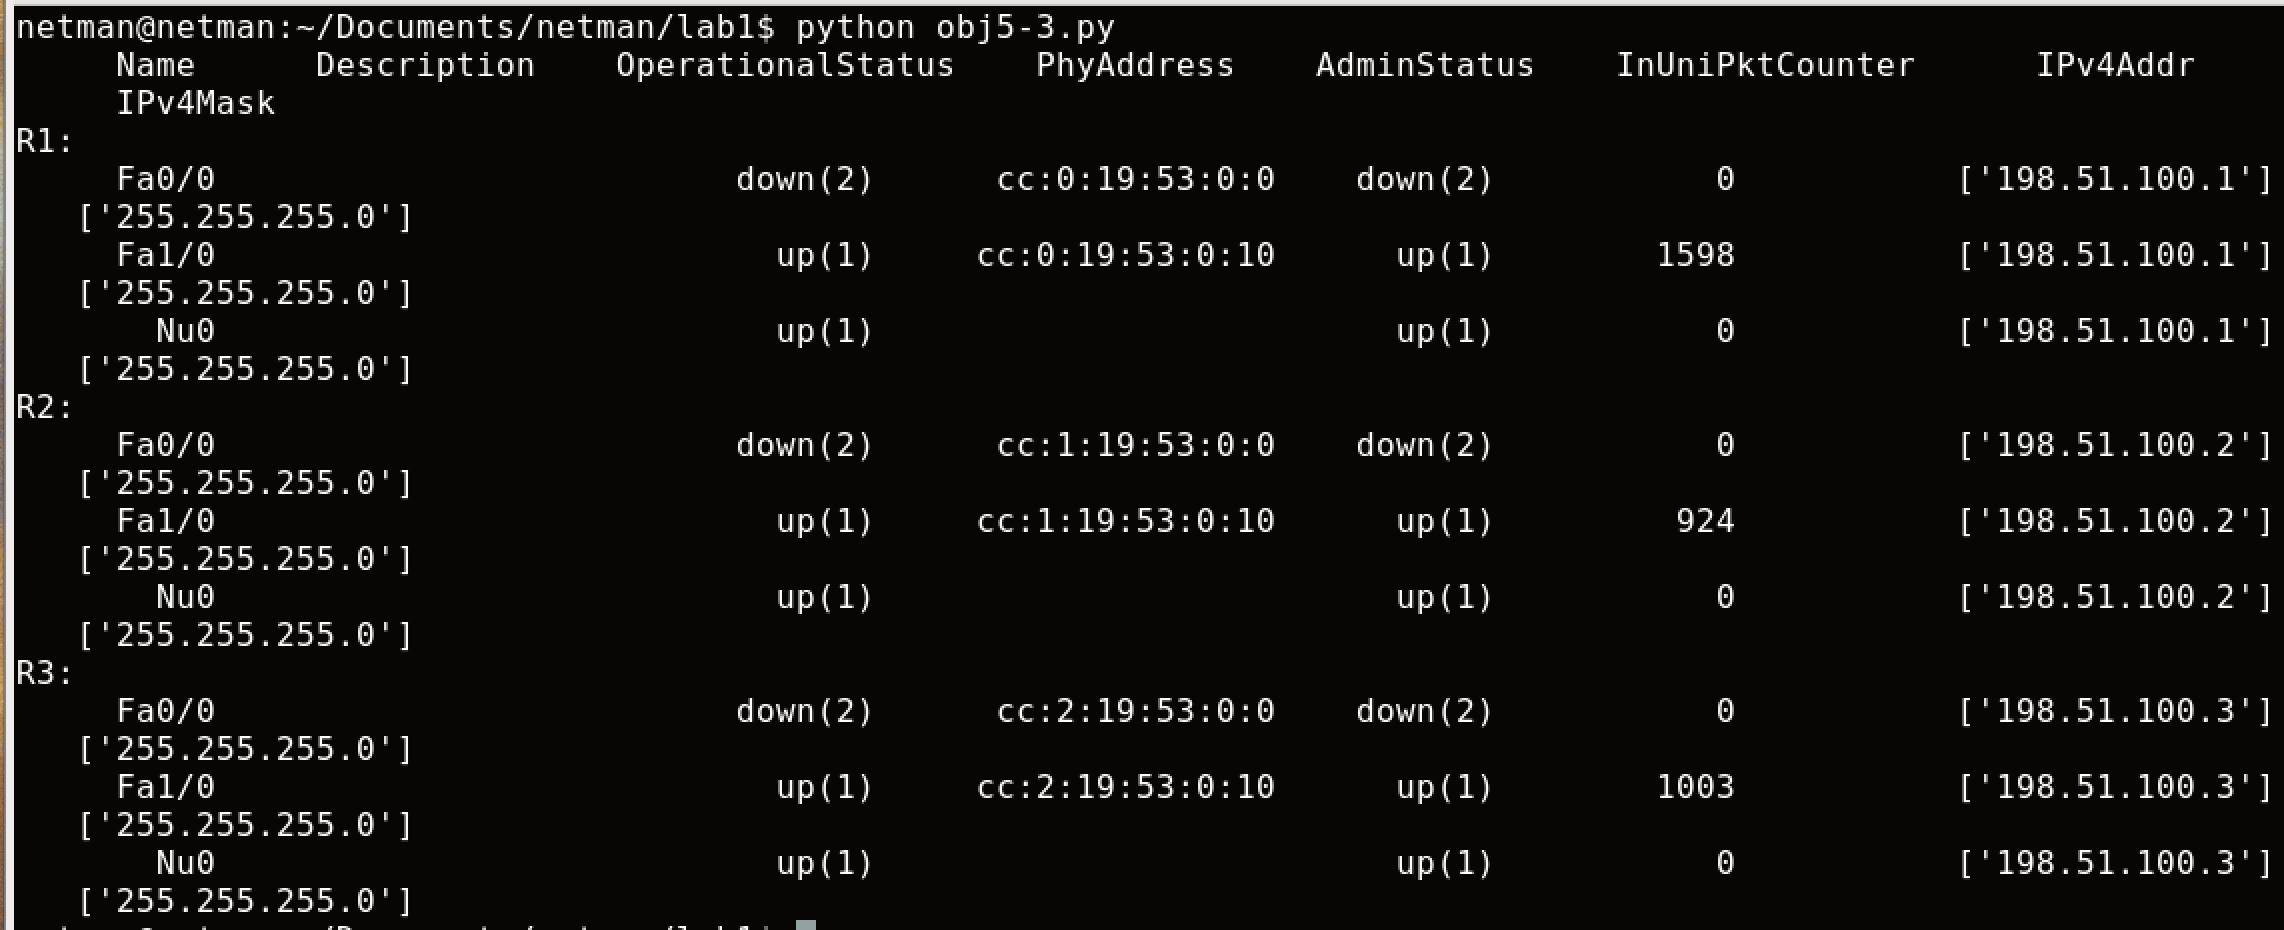 netman@netman:~/Documents/netman/lab1$ python obj5-3.py
Name Description OperationalStatus PhyAddress AdminStatus InUniPktCounter IPv4Addr
IPv4Mask
R1:
Fa0/0 down(2) cc:0:19:53:0:0 down(2) 0 ['198.51.100.1']
['255.255.255.0']
Fa1/0 up(1) cc:0:19:53:0:10 up(1) 1598 ['198.51.100.1']
['255.255.255.0']
Nu0 up(1) up(1) 0 ['198.51.100.1']
['255.255.255.0']
R2:
Fa0/0 down(2) cc:1:19:53:0:0 down(2) 0 ['198.51.100.2']
['255.255.255.0']
Fa1/0 up(1) cc:1:19:53:0:10 up(1) 924 ['198.51.100.2']
['255.255.255.0']
Nu0 up(1) up(1) 0 ['198.51.100.2']
['255.255.255.0']
R3:
Fa0/0 down(2) cc:2:19:53:0:0 down(2) 0 ['198.51.100.3']
['255.255.255.0']
Fa1/0 up(1) cc:2:19:53:0:10 up(1) 1003 ['198.51.100.3']
['255.255.255.0']
Nu0 up(1) up(1) 0 ['198.51.100.3']
['255.255.255.0']